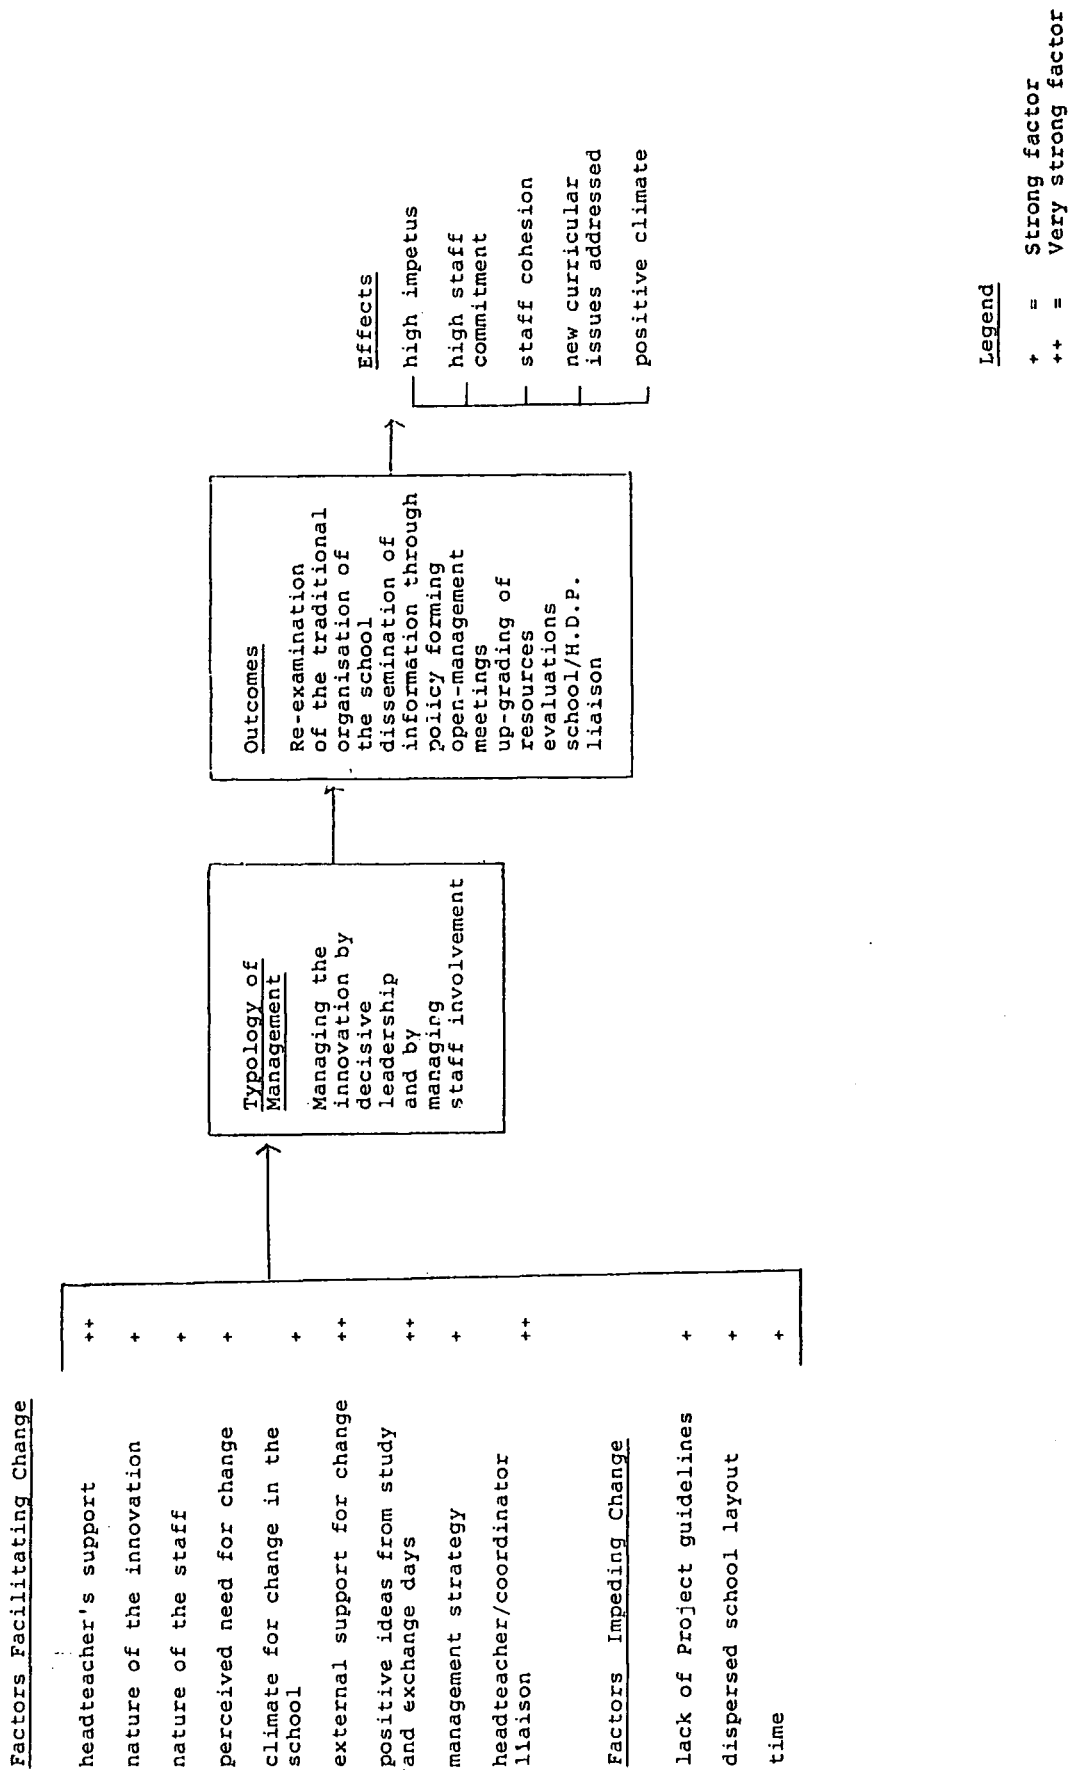 Factors Facilitating Change
headteacher's support ++
nature of the innovation +
nature of the staff +
perceived need for change +
climate for change in the
school +
external support for change ++
positive ideas from study
and exchange days ++
management strategy +
headteacher/coordinator
liaison ++
Factors Impeding Change
lack of Project guidelines +
dispersed school layout +
time +
Typology of
Management
Managing the
innovation by
decisive
leadership
and by
managing
staff involvement
Outcomes
Re-examination
of the traditional
organisation of
the school
dissemination of
information through
policy forming
open-management
meetings
up-grading of
resources
evaluations
school/H.D.P.
liaison
Effects
high impetus
high staff
commitment
staff cohesion
new curricular
issues addressed
positive climate
Legend
+ = Strong factor
++ = Very strong factor